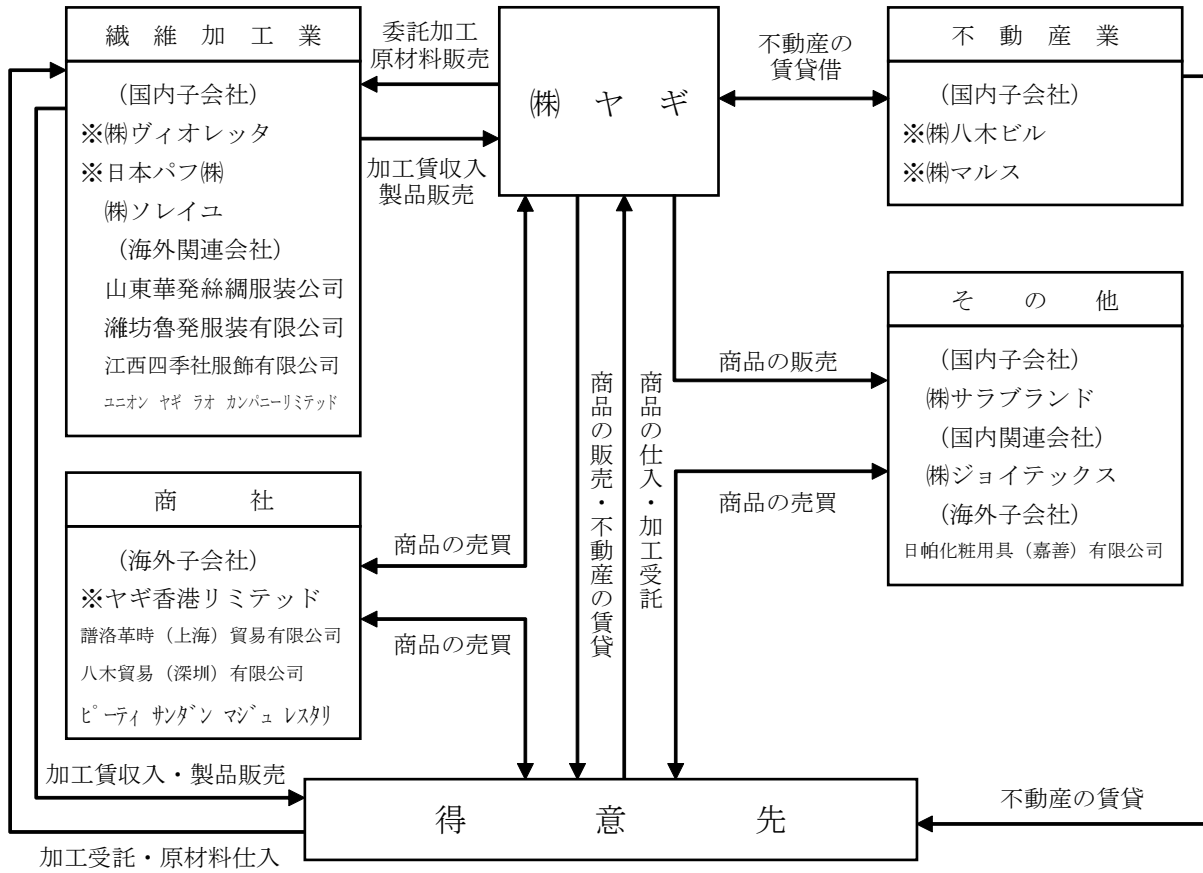 繊維加工業
(国内子会社)
※㈱ヴィオレッタ
※日本パフ㈱
㈱ソレイユ
(海外関連会社)
山東華発絲綢服装公司
濰坊魯発服装有限公司
江西四季社服飾有限公司
ユニオン ヤギ ラオ カンパニーリミテッド
委託加工
原材料販売
加工賃収入
製品販売
㈱ヤギ
不動産の
賃貸借
不動産業
(国内子会社)
※㈱八木ビル
※㈱マルス
その他
(国内子会社)
㈱サラブランド
(国内関連会社)
㈱ジョイテックス
(海外子会社)
日帕化粧用具(嘉善)有限公司
商品の販売
商品の売買
商品の販売・不動産の賃貸
商品の仕入・加工受託
商社
(海外子会社)
※ヤギ香港リミテッド
譜洛革時(上海)貿易有限公司
八木貿易(深圳)有限公司
ピーティ サンダン マジュ レスタリ
商品の売買
商品の売買
加工賃収入・製品販売
得意先
不動産の賃貸
加工受託・原材料仕入